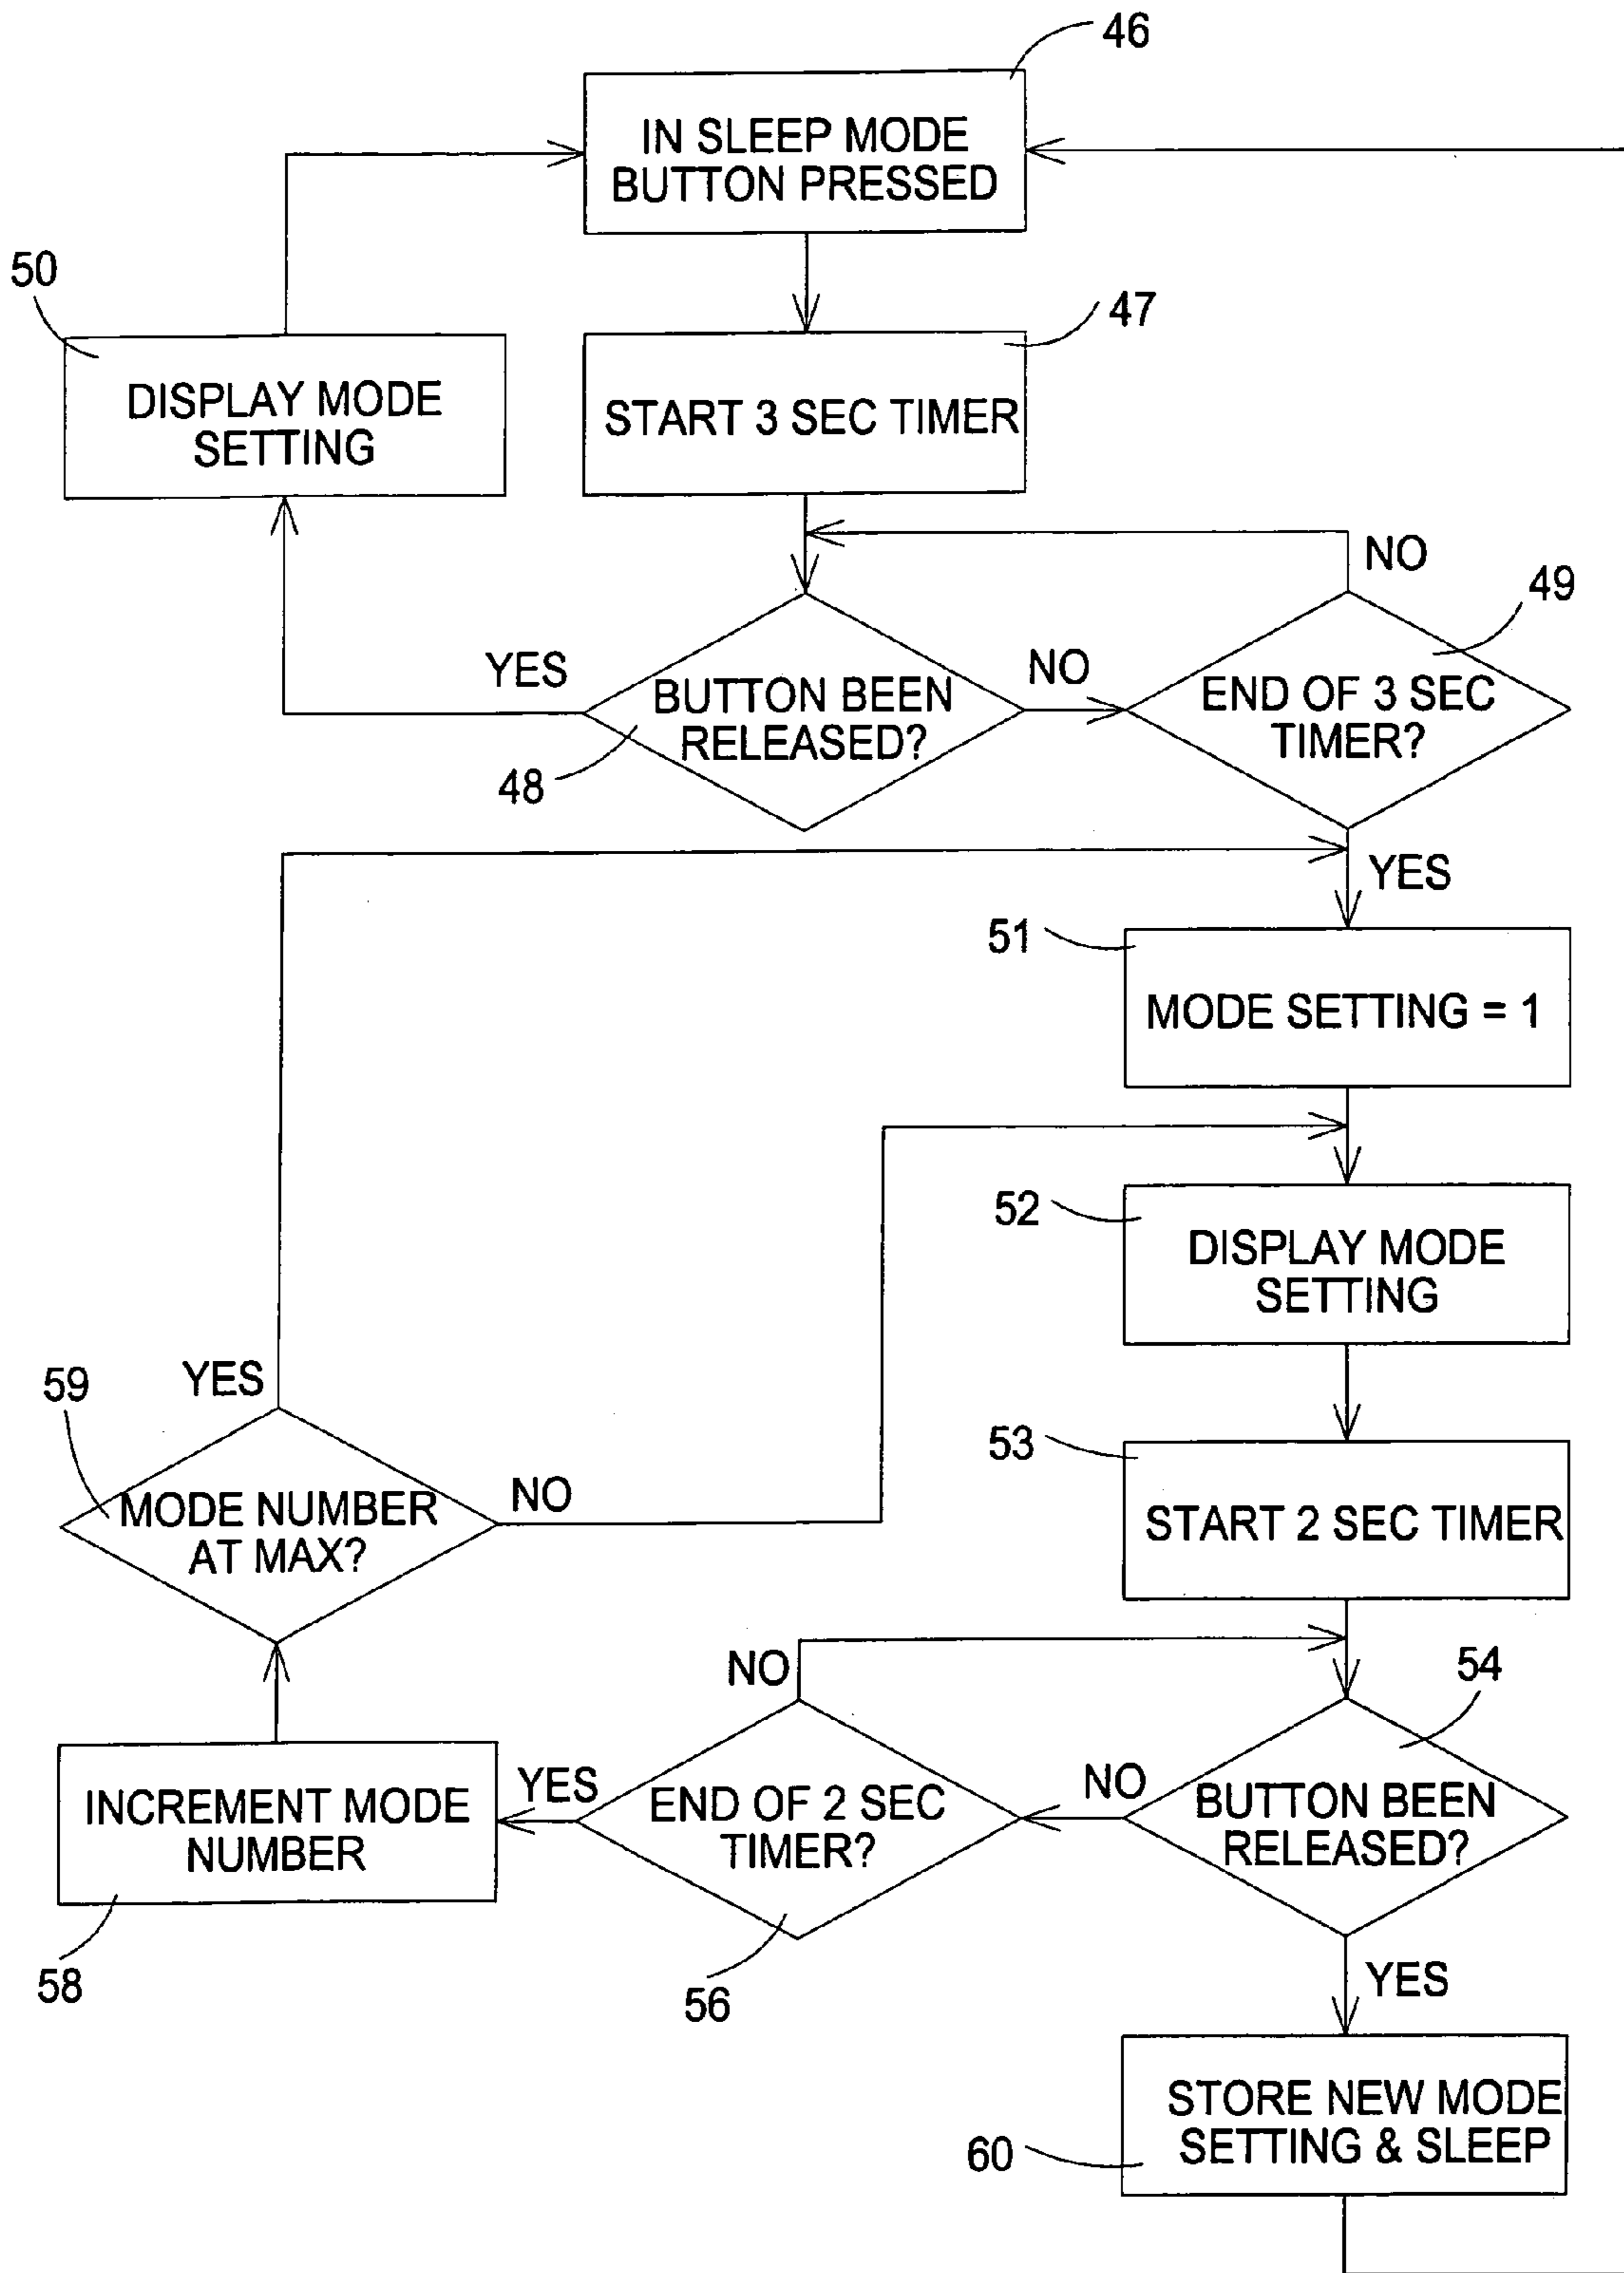 46
IN SLEEP MODE
BUTTON PRESSED
50
DISPLAY MODE
SETTING
47
START 3 SEC TIMER
NO
49
YES
BUTTON BEEN
RELEASED?
48
NO
END OF 3 SEC
TIMER?
YES
51
MODE SETTING = 1
52
DISPLAY MODE
SETTING
59
YES
MODE NUMBER
AT MAX?
NO
53
START 2 SEC TIMER
NO
54
INCREMENT MODE
NUMBER
58
YES
END OF 2 SEC
TIMER?
56
NO
BUTTON BEEN
RELEASED?
YES
STORE NEW MODE
SETTING & SLEEP
60